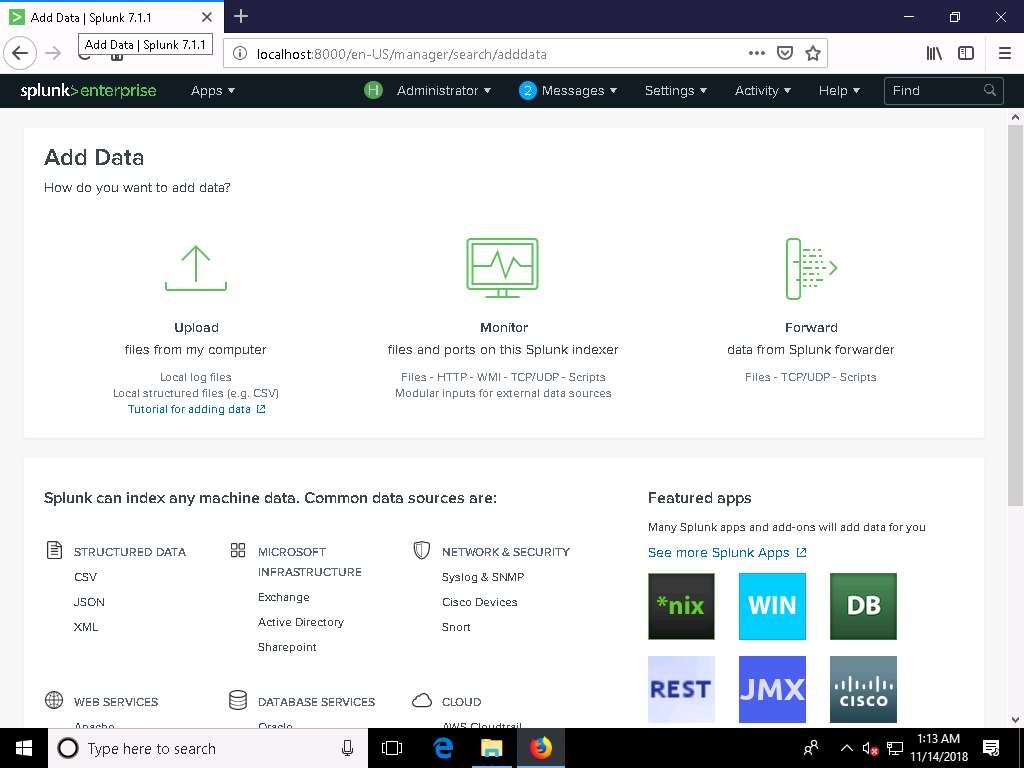 Add Data | Splunk 7.1.1
Add Data | Splunk 7.1.1
localhost:8000/en-US/manager/search/adddata
splunk>enterprise Apps H Administrator 2 Messages Settings Activity Help Find
Add Data
How do you want to add data?
Upload
files from my computer
Local log files
Local structured files (e.g. CSV)
Tutorial for adding data
Monitor
files and ports on this Splunk indexer
Files - HTTP - WMI - TCP/UDP - Scripts
Modular inputs for external data sources
Forward
data from Splunk forwarder
Files - TCP/UDP - Scripts
Splunk can index any machine data. Common data sources are:
STRUCTURED DATA
CSV
JSON
XML
MICROSOFT
INFRASTRUCTURE
Exchange
Active Directory
Sharepoint
NETWORK & SECURITY
Syslog & SNMP
Cisco Devices
Snort
WEB SERVICES
Apache
DATABASE SERVICES
Oracle
CLOUD
AWS Cloudtrail
Featured apps
Many Splunk apps and add-ons will add data for you
See more Splunk Apps
*nix WIN DB
REST JMX CISCO
Type here to search
1:13 AM
11/14/2018